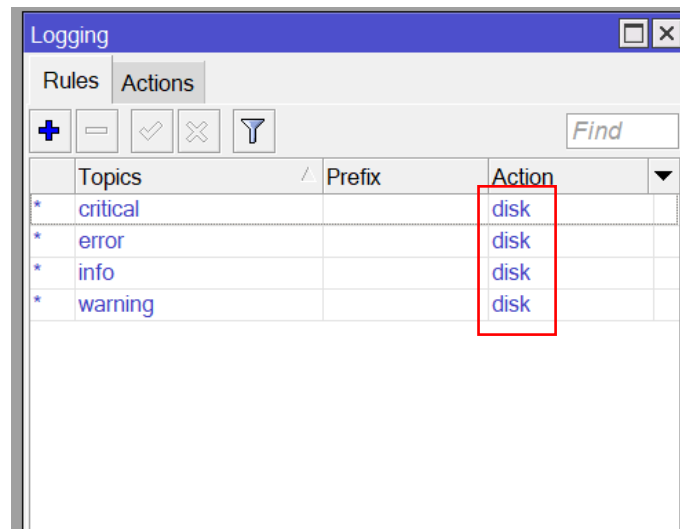 Logging
Rules Actions
Find
Topics Prefix Action
* critical disk
* error disk
* info disk
* warning disk